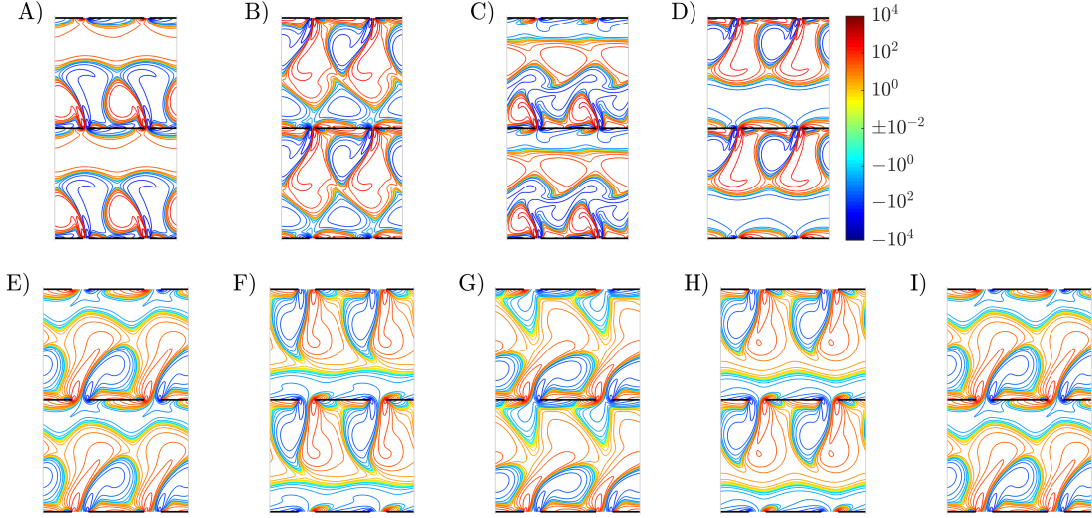 A)
B)
C)
D)
10^4
10^2
10^0
±10^{-2}
−10^0
−10^2
−10^4
E)
F)
G)
H)
I)